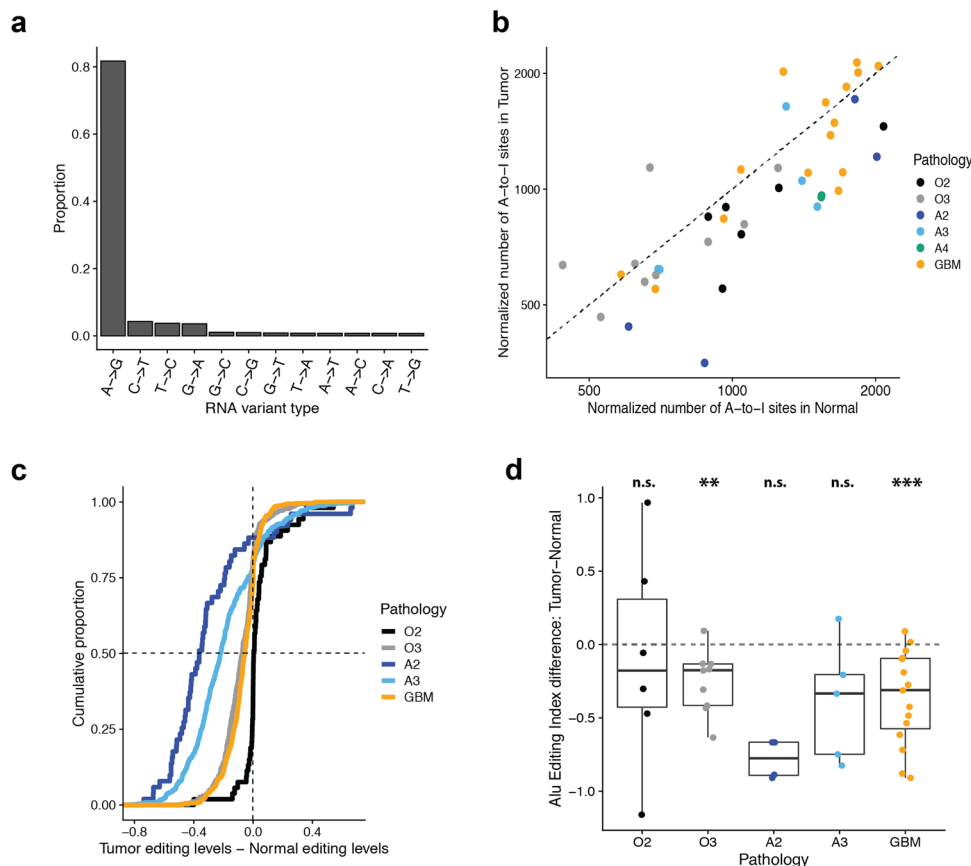 a
0.8
0.6
0.4
0.2
0.0
Proportion
A->G
C->T
T->C
G->A
G->C
C->G
G->T
T->A
A->T
A->C
C->A
T->G
RNA variant type
b
2000
1000
500
Normalized number of A-to-I sites in Tumor
500 1000 2000
Normalized number of A-to-I sites in Normal
Pathology
O2
O3
A2
A3
A4
GBM
c
1.00
0.75
0.50
0.25
0.00
Cumulative proportion
-0.8 -0.4 0.0 0.4
Tumor editing levels - Normal editing levels
Pathology
O2
O3
A2
A3
GBM
d
n.s. ** n.s. n.s. ***
1.0
0.5
0.0
-0.5
-1.0
Alu Editing Index difference: Tumor-Normal
O2 O3 A2 A3 GBM
Pathology